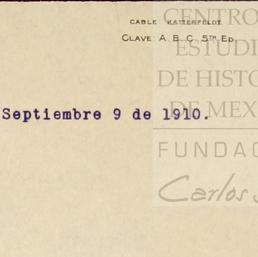 CABLE KATTERFELDT
CLAVE A B C 5TH ED
CENTRO
ESTUDI
DE HISTO
DE MEX
Septiembre 9 de 1910.
FUNDAC
Carlos S